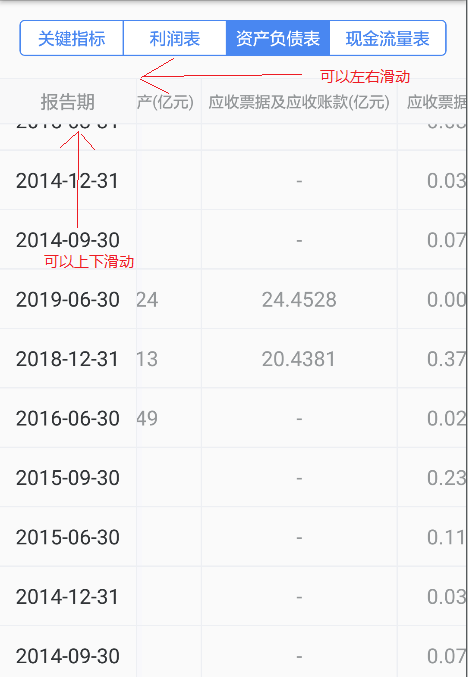 关键指标 利润表 资产负债表 现金流量表
可以左右滑动
报告期 产(亿元) 应收票据及应收账款(亿元) 应收票据
2014-12-31 - 0.03
2014-09-30 - 0.07
可以上下滑动
2019-06-30 24 24.4528 0.00
2018-12-31 13 20.4381 0.37
2016-06-30 49 - 0.02
2015-09-30 - 0.23
2015-06-30 - 0.11
2014-12-31 - 0.03
2014-09-30 - 0.07